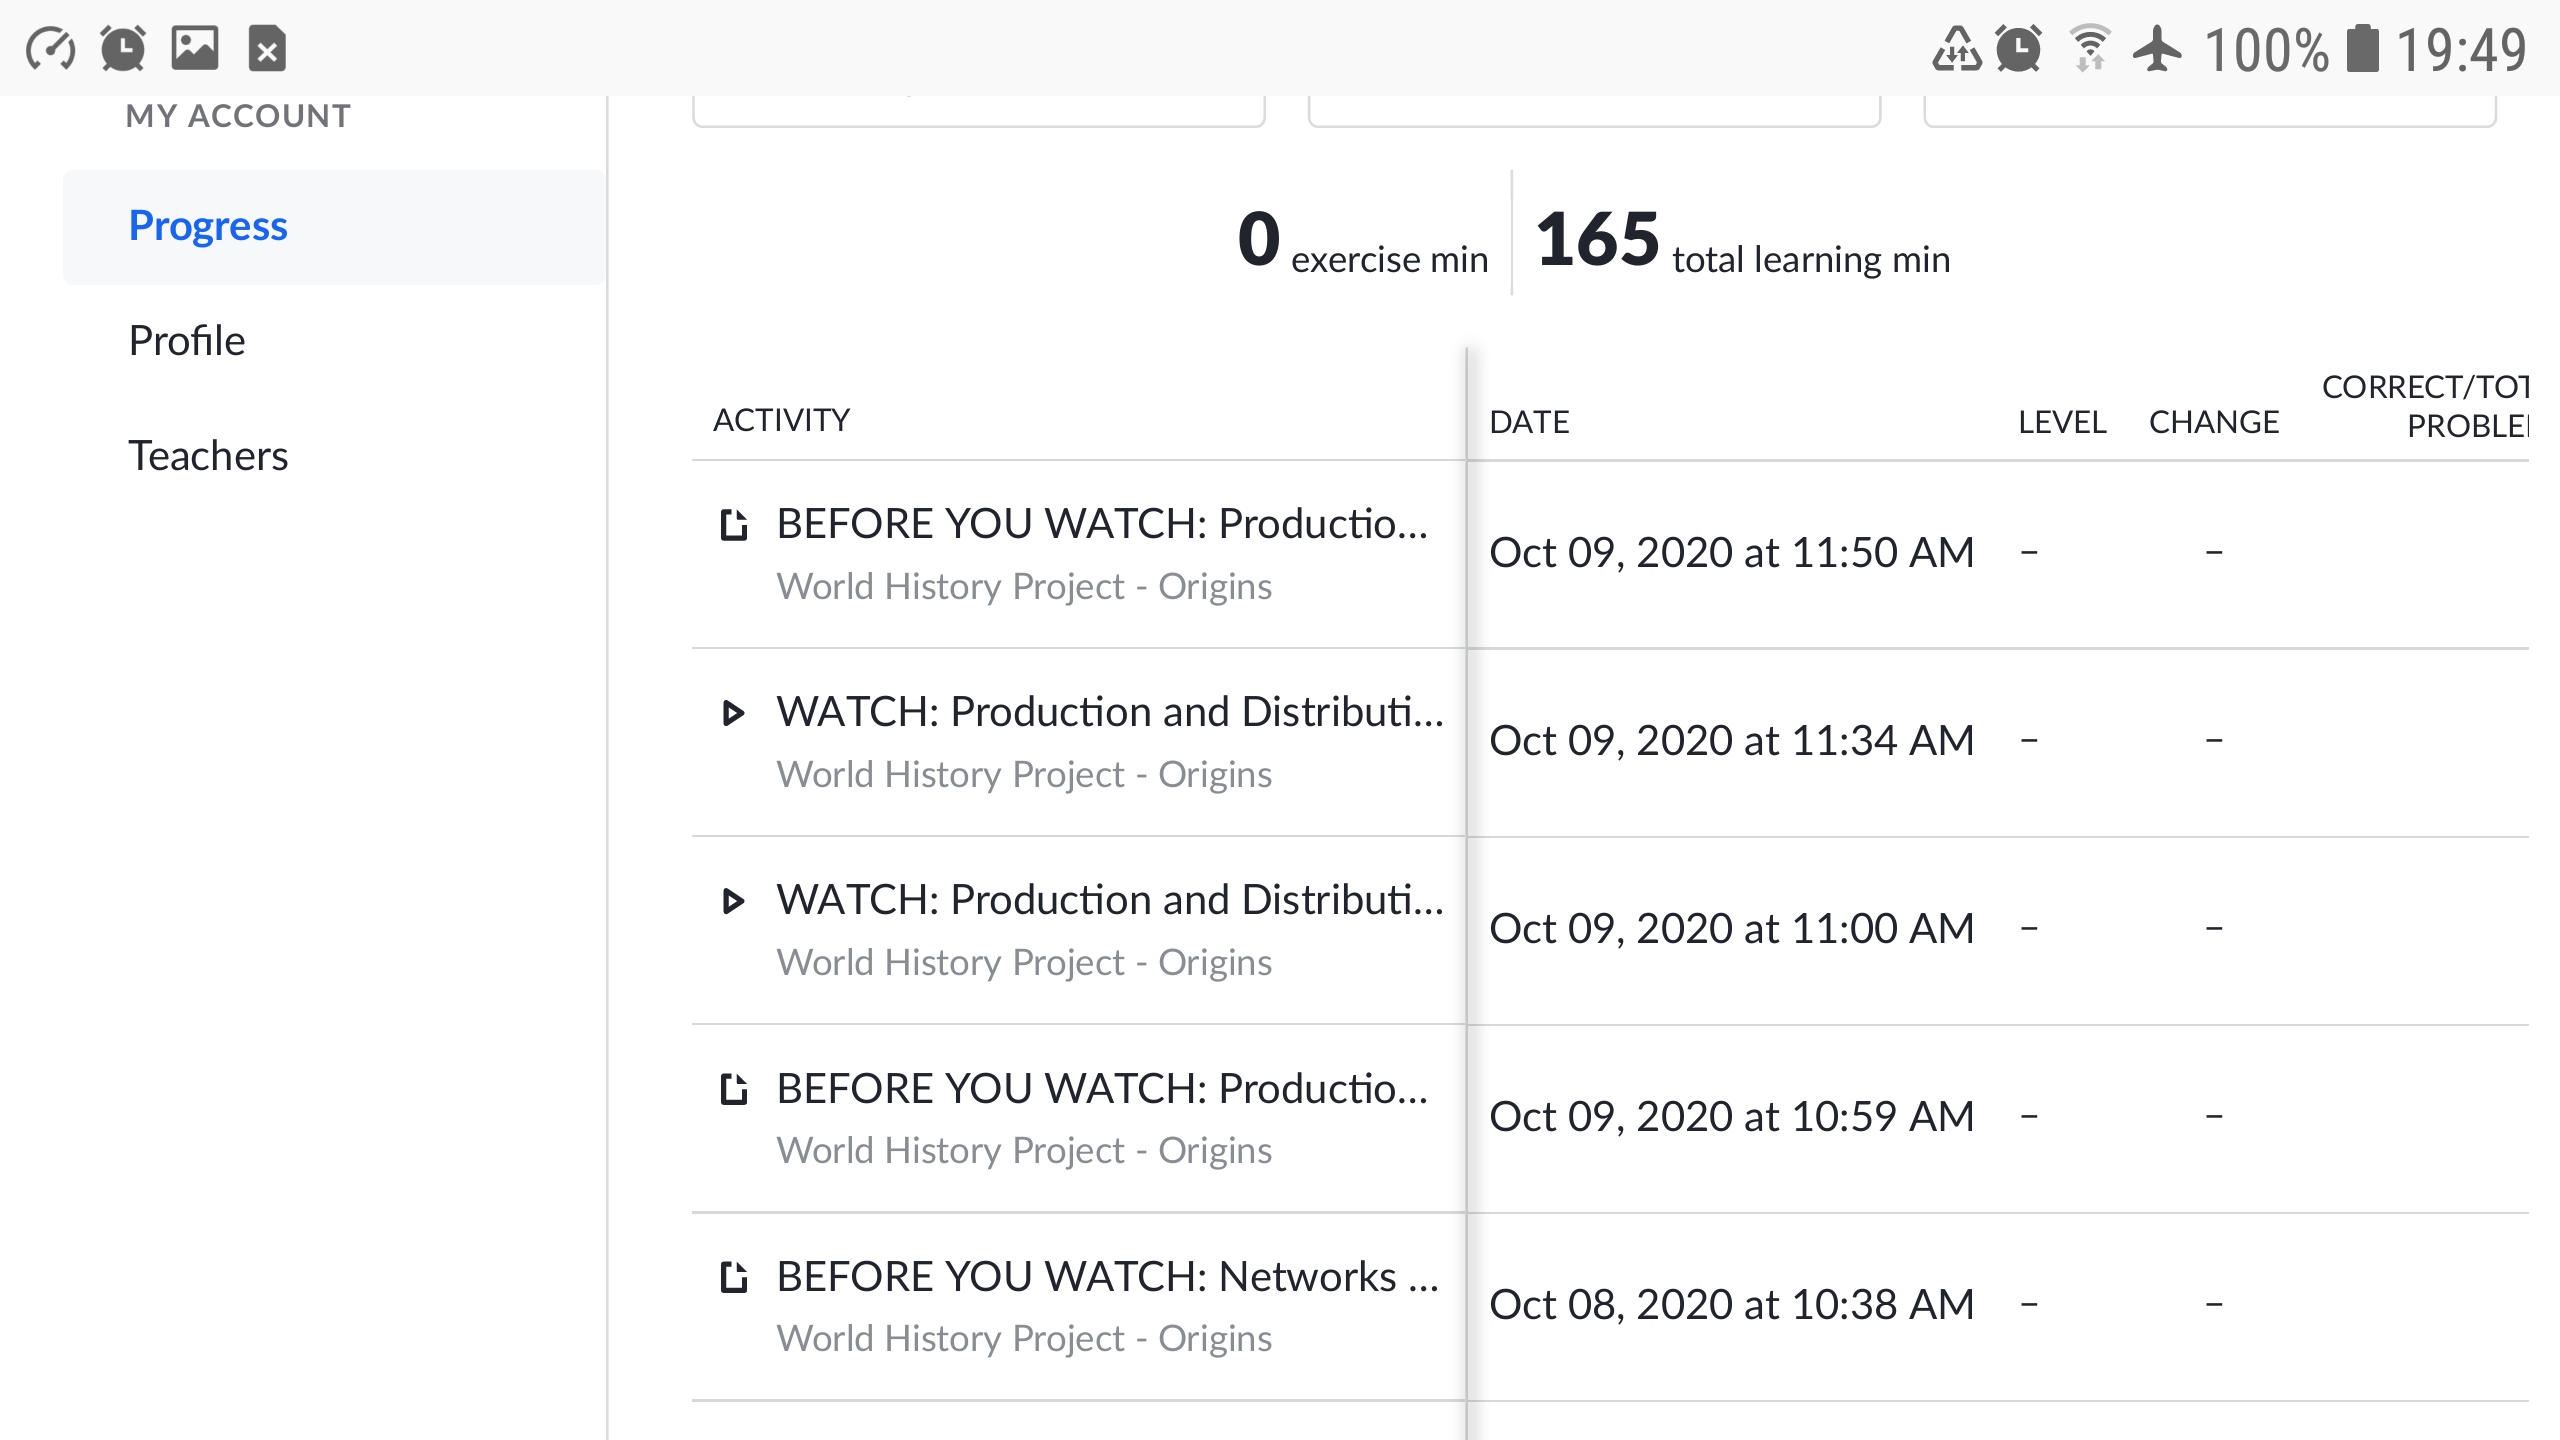 100% 19:49
MY ACCOUNT
Progress
Profile
Teachers
0 exercise min
165 total learning min
ACTIVITY DATE LEVEL CHANGE CORRECT/TOT
PROBLE
BEFORE YOU WATCH: Productio...
World History Project - Origins
Oct 09, 2020 at 11:50 AM – –
WATCH: Production and Distributi...
World History Project - Origins
Oct 09, 2020 at 11:34 AM – –
WATCH: Production and Distributi...
World History Project - Origins
Oct 09, 2020 at 11:00 AM – –
BEFORE YOU WATCH: Productio...
World History Project - Origins
Oct 09, 2020 at 10:59 AM – –
BEFORE YOU WATCH: Networks ...
World History Project - Origins
Oct 08, 2020 at 10:38 AM – –